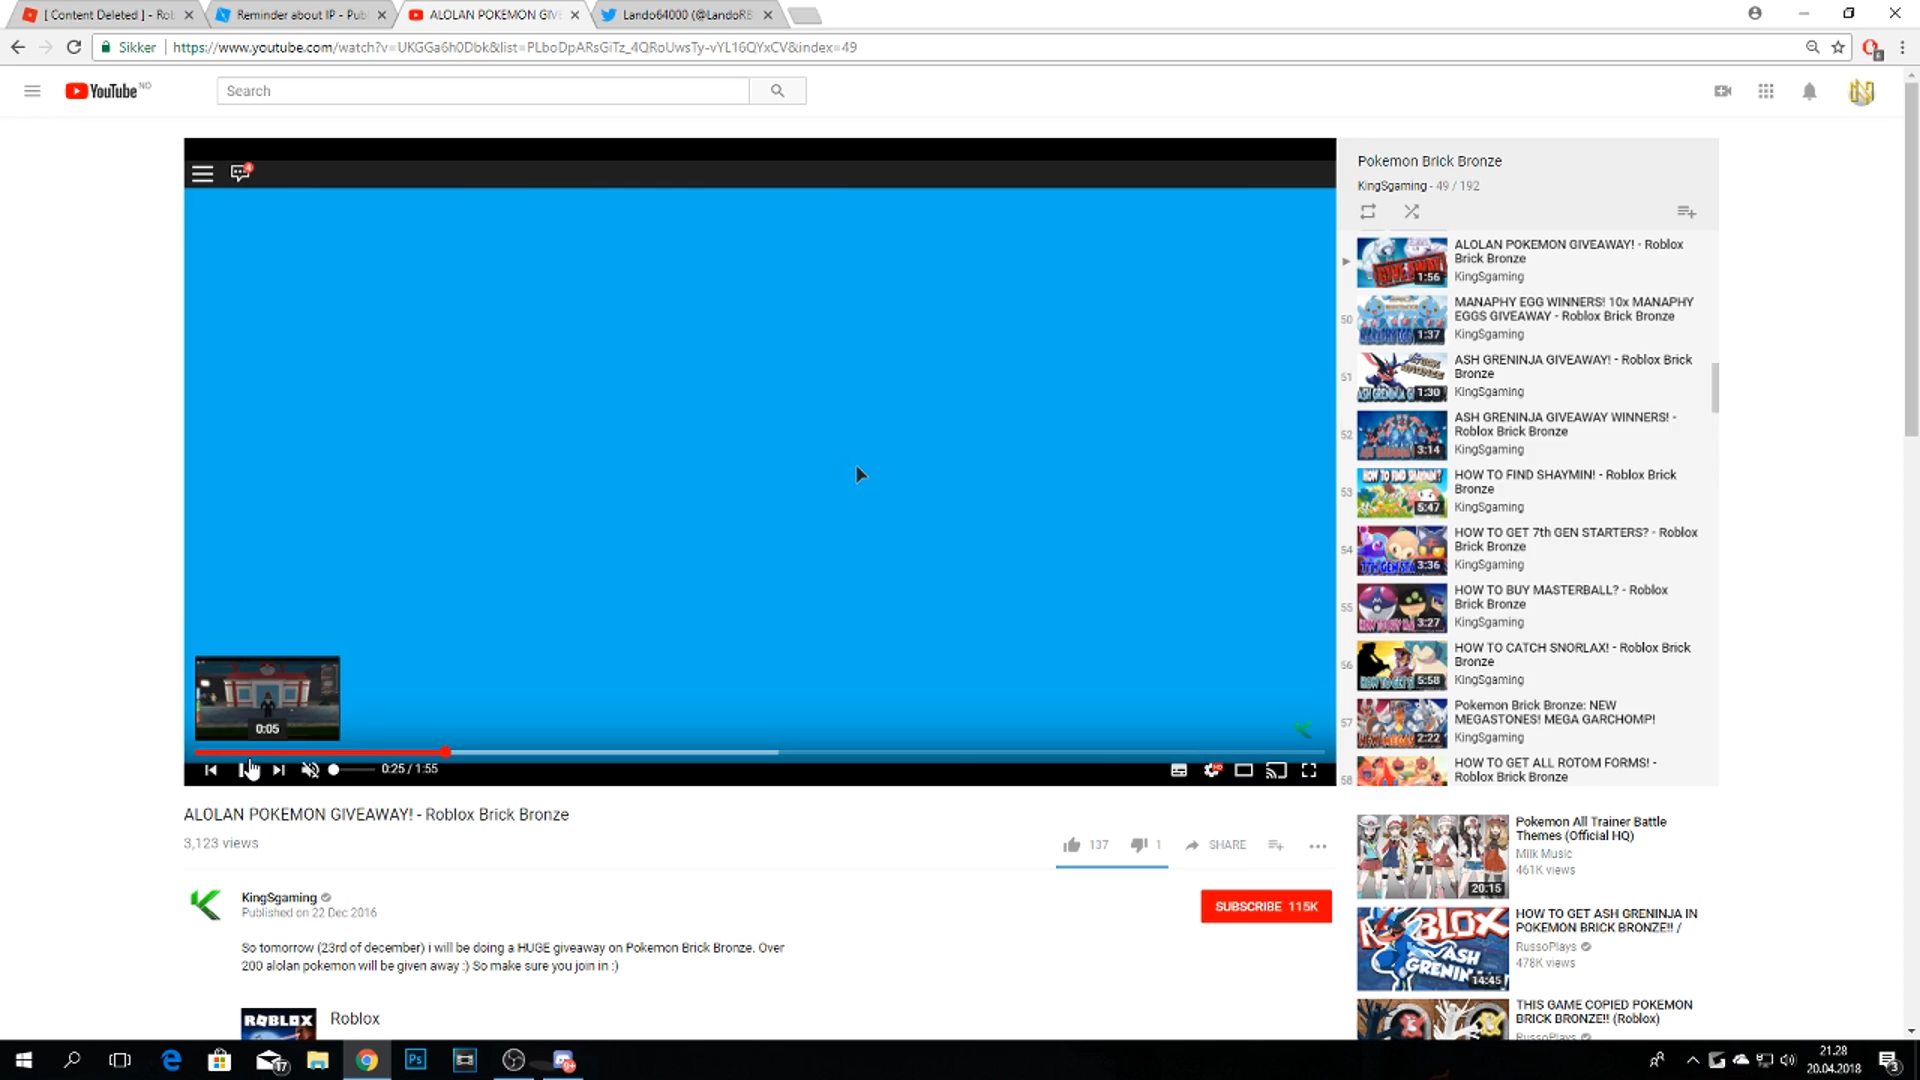 [ Content Deleted ] - Rob
Reminder about IP - Publ
ALOLAN POKEMON GIVE
Lando64000 (@LandoRB
Sikker
https://www.youtube.com/watch?v=UKGGa6h0Dbk&list=PLboDpARsGiTz_4QRoUwsTy-vYL16QYxCV&index=49
YouTube NO
Search
Pokemon Brick Bronze
KingSgaming - 49 / 192
ALOLAN POKEMON GIVEAWAY! - Roblox
Brick Bronze
KingSgaming
1:56
50
MANAPHY EGG WINNERS! 10x MANAPHY
EGGS GIVEAWAY - Roblox Brick Bronze
KingSgaming
1:37
51
ASH GRENINJA GIVEAWAY! - Roblox Brick
Bronze
KingSgaming
1:30
52
ASH GRENINJA GIVEAWAY WINNERS! -
Roblox Brick Bronze
KingSgaming
3:14
53
HOW TO FIND SHAYMIN! - Roblox Brick
Bronze
KingSgaming
5:47
54
HOW TO GET 7th GEN STARTERS? - Roblox
Brick Bronze
KingSgaming
3:36
55
HOW TO BUY MASTERBALL? - Roblox
Brick Bronze
KingSgaming
3:27
56
HOW TO CATCH SNORLAX! - Roblox Brick
Bronze
KingSgaming
5:58
57
Pokemon Brick Bronze: NEW
MEGASTONES! MEGA GARCHOMP!
KingSgaming
2:22
58
HOW TO GET ALL ROTOM FORMS! -
Roblox Brick Bronze
0:05
0:25 / 1:55
ALOLAN POKEMON GIVEAWAY! - Roblox Brick Bronze
3,123 views
137
1
SHARE
KingSgaming
Published on 22 Dec 2016
SUBSCRIBE 115K
So tomorrow (23rd of december) i will be doing a HUGE giveaway on Pokemon Brick Bronze. Over
200 alolan pokemon will be given away :) So make sure you join in :)
ROBLOX
Roblox
Pokemon All Trainer Battle
Themes (Official HQ)
Milk Music
461K views
20:15
HOW TO GET ASH GRENINJA IN
POKEMON BRICK BRONZE!! /
RussoPlays
478K views
ROBLOX
ASH
GRENINJ
14:45
THIS GAME COPIED POKEMON
BRICK BRONZE!! (Roblox)
RussoPlays
17
Ps
21.28
20.04.2018
3